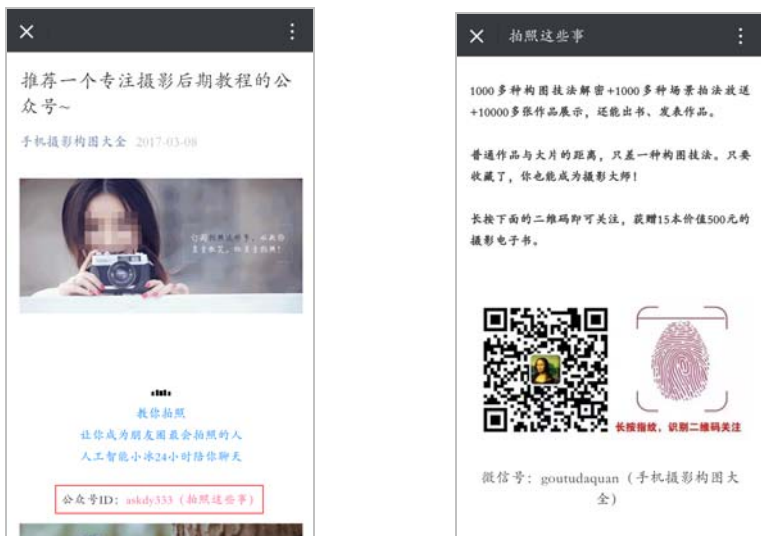 推荐一个专注摄影后期教程的公
众号~
手机摄影构图大全 2017-03-08
教你拍照
让你成为朋友圈最会拍照的人
人工智能小冰24小时陪你聊天
公众号ID：askdy333（拍照这些事）
拍照这些事
1000多种构图技法解密+1000多种场景拍法放送
+10000多张作品展示，还能出书、发表作品。
普通作品与大片的距离，只差一种构图技法。只要
收藏了，你也能成为摄影大师！
长按下面的二维码即可关注，获赠15本价值500元的
摄影电子书。
长按指纹，识别二维码关注
微信号：goutudaquan（手机摄影构图大
全）